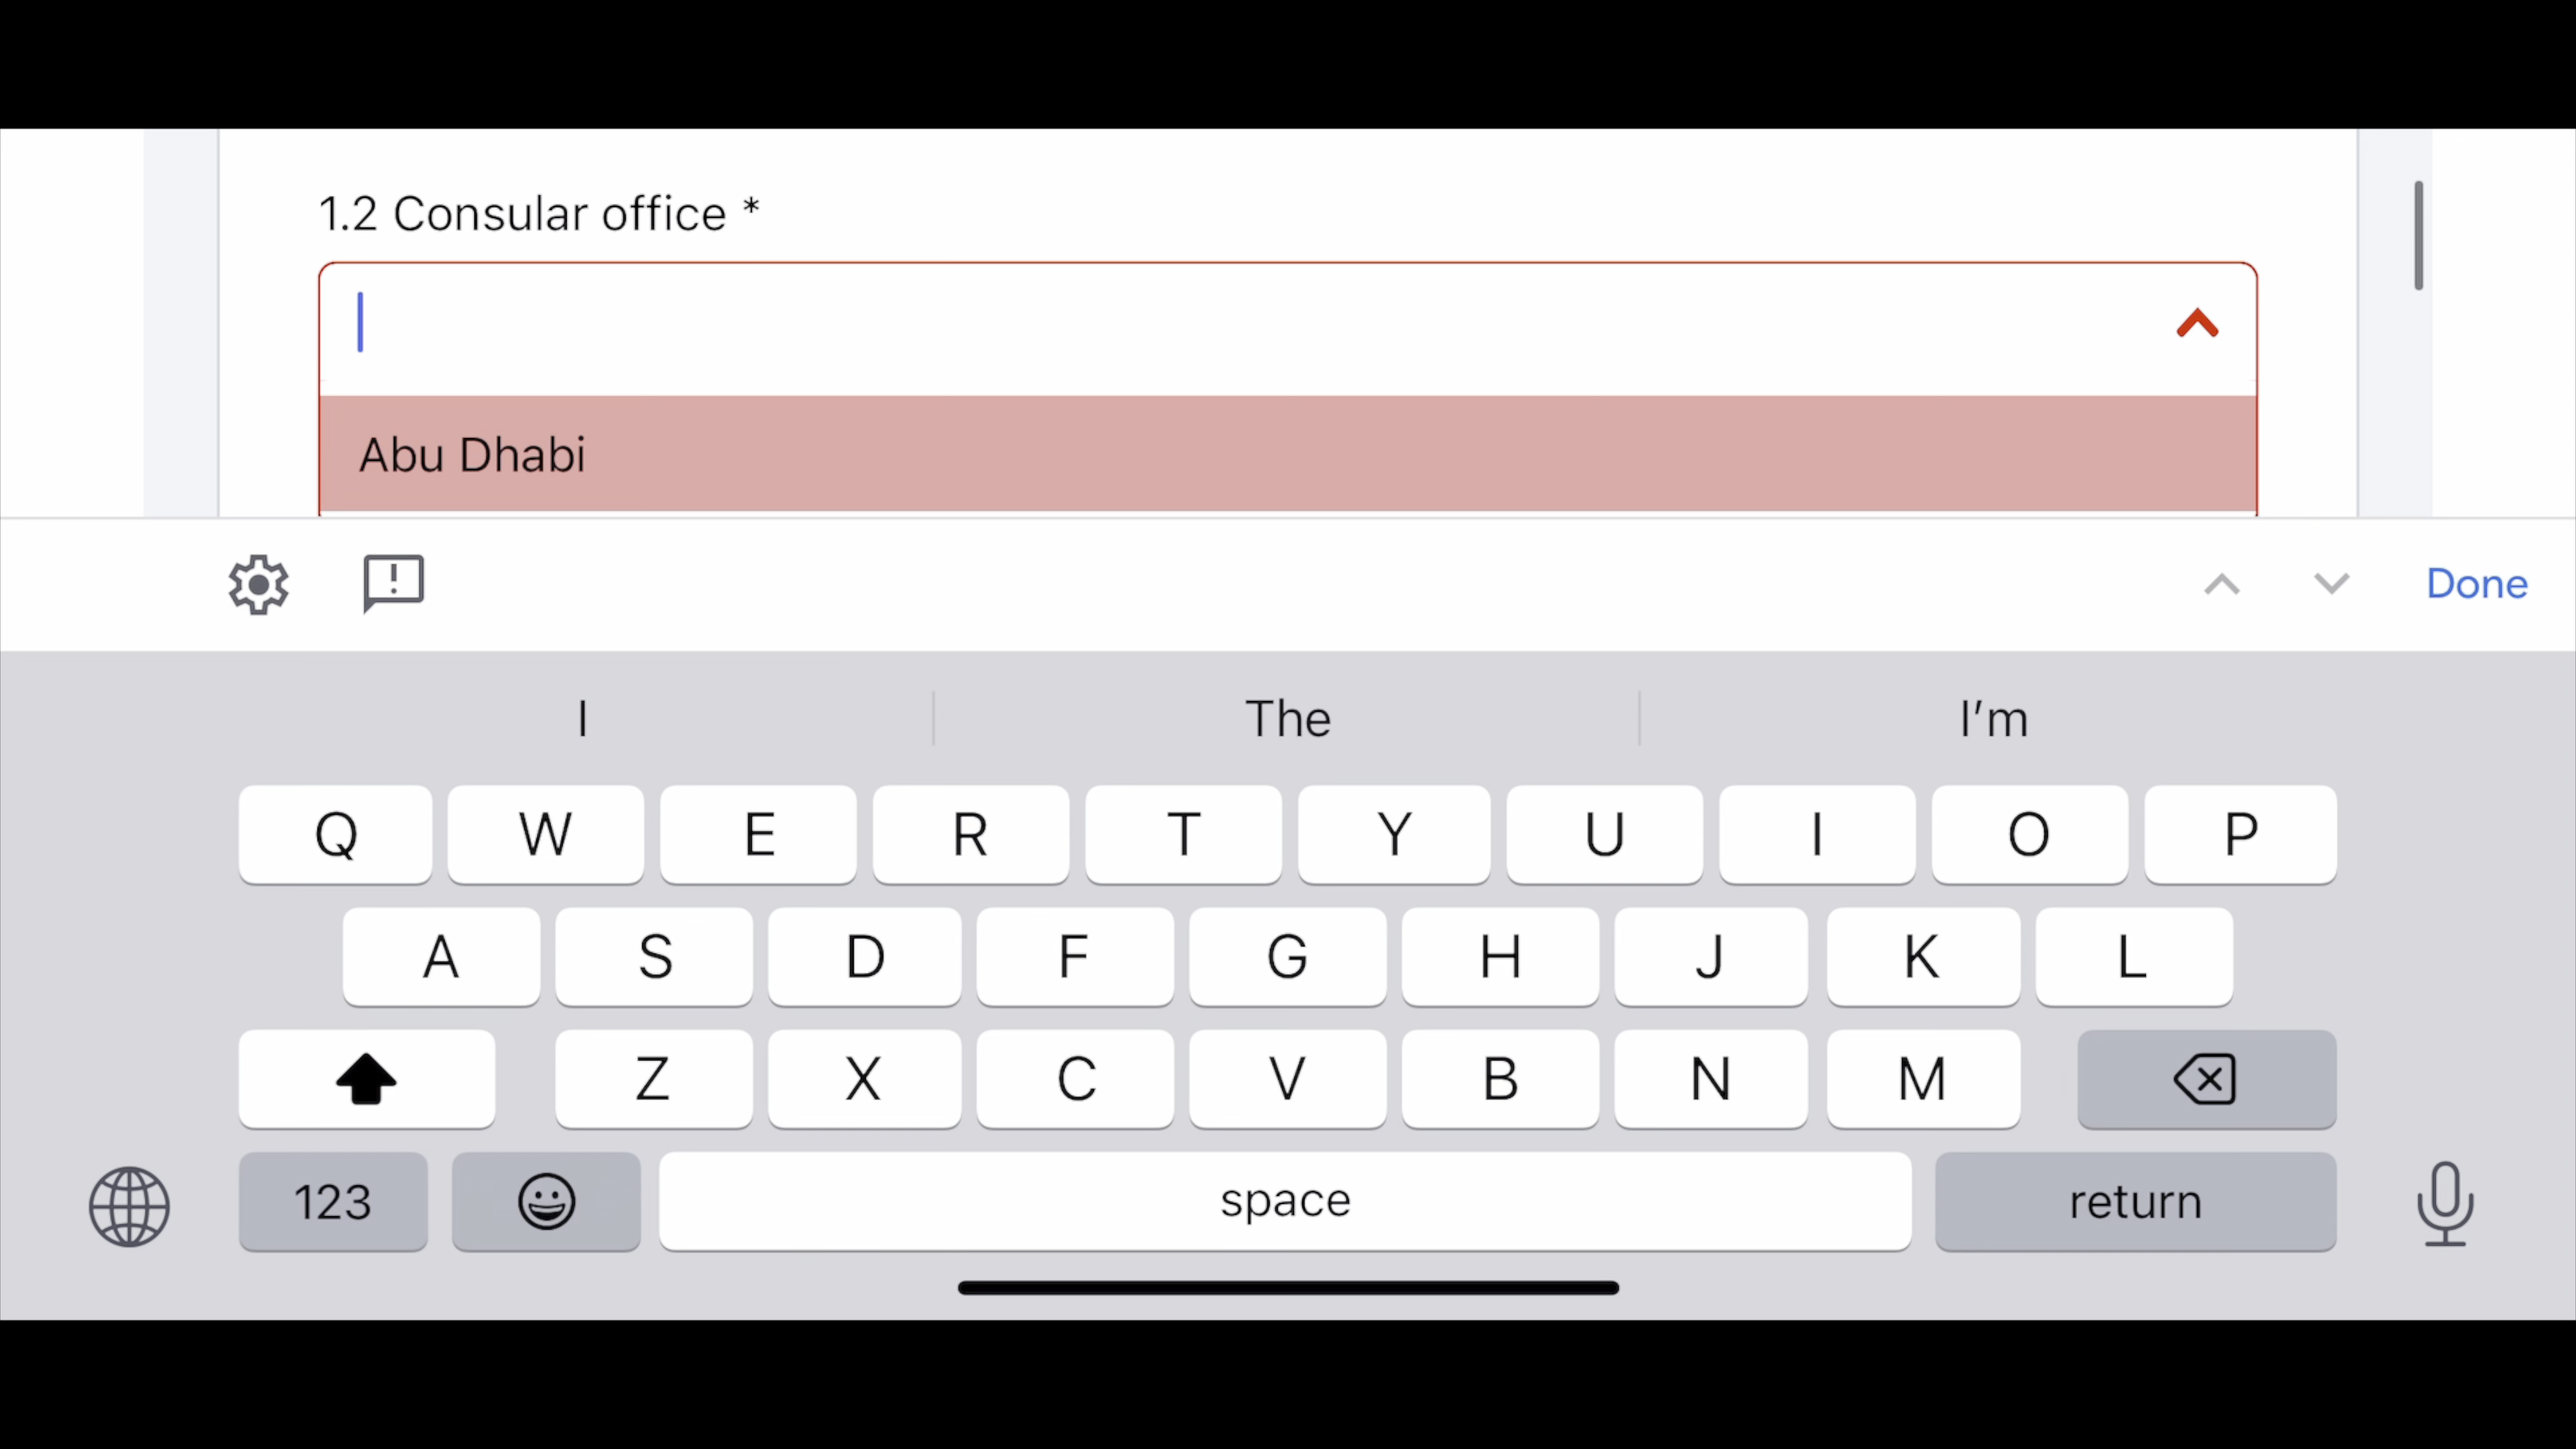 1.2 Consular office *
Abu Dhabi
Done
I The I'm
Q W E R T Y U I O P
A S D F G H J K L
Z X C V B N M
123 space return